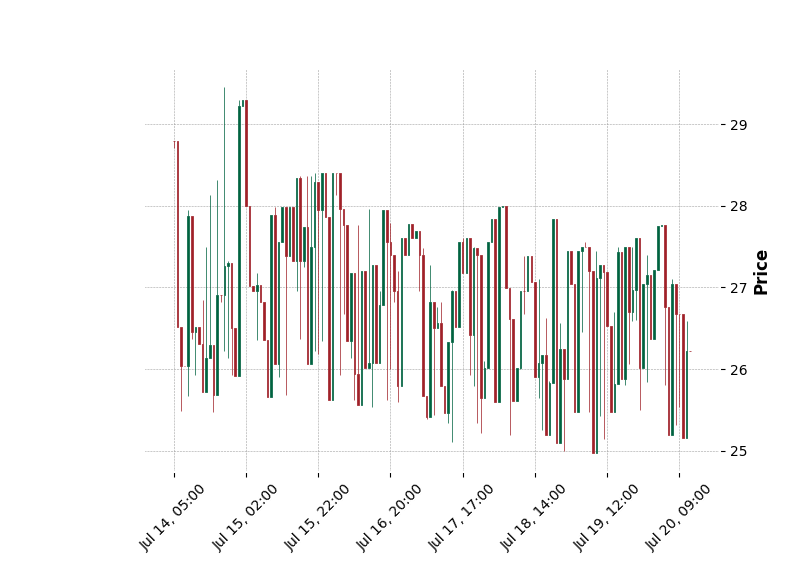 29
28
27
26
25
Price
Jul 14, 05:00
Jul 15, 02:00
Jul 15, 22:00
Jul 16, 20:00
Jul 17, 17:00
Jul 18, 14:00
Jul 19, 12:00
Jul 20, 09:00